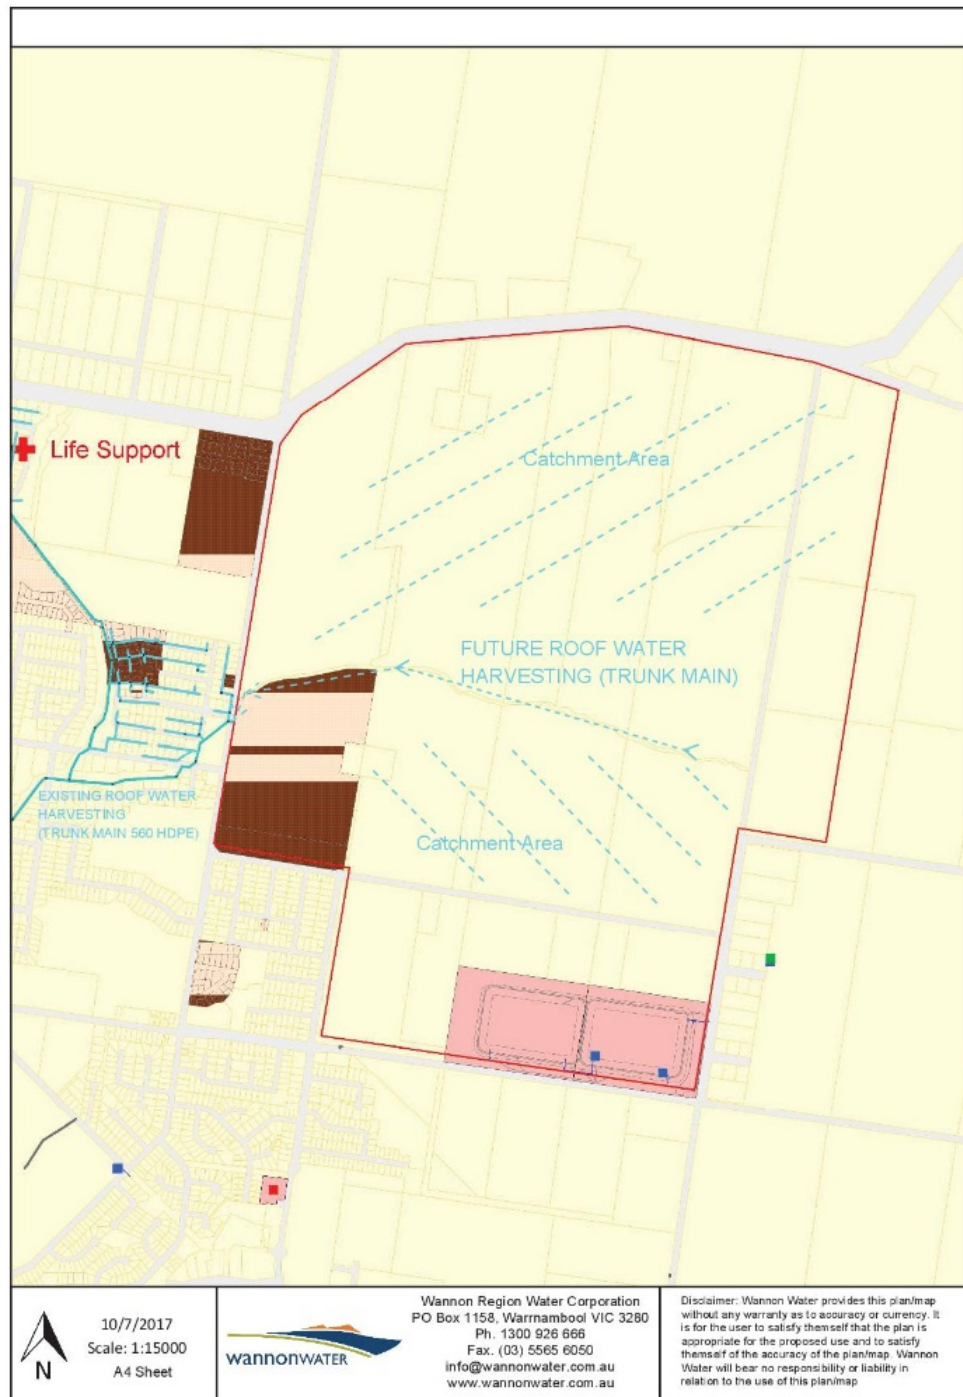 Catchment Area
Life Support
FUTURE ROOF WATER
HARVESTING (TRUNK MAIN)
EXISTING ROOF WATER
HARVESTING
(TRUNK MAIN 560 HDPE)
Catchment Area
N
10/7/2017
Scale: 1:15000
A4 Sheet
wannonWATER
Wannon Region Water Corporation
PO Box 1158, Warrnambool VIC 3280
Ph. 1300 926 666
Fax. (03) 5565 6050
info@wannonwater.com.au
www.wannonwater.com.au
Disclaimer: Wannon Water provides this plan/map
without any warranty as to accuracy or currency. It
is for the user to satisfy themself that the plan is
appropriate for the proposed use and to satisfy
themself of the accuracy of the plan/map. Wannon
Water will bear no responsibility or liability in
relation to the use of this plan/map